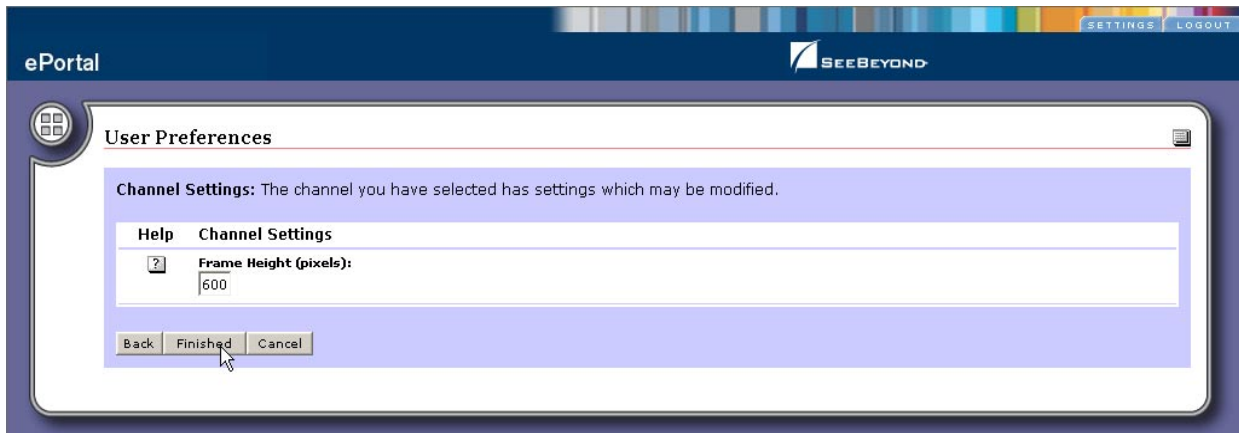 SETTINGS LOGOUT
ePortal SEEBEYOND
User Preferences
Channel Settings: The channel you have selected has settings which may be modified.
Help Channel Settings
? Frame Height (pixels):
600
Back Finished Cancel